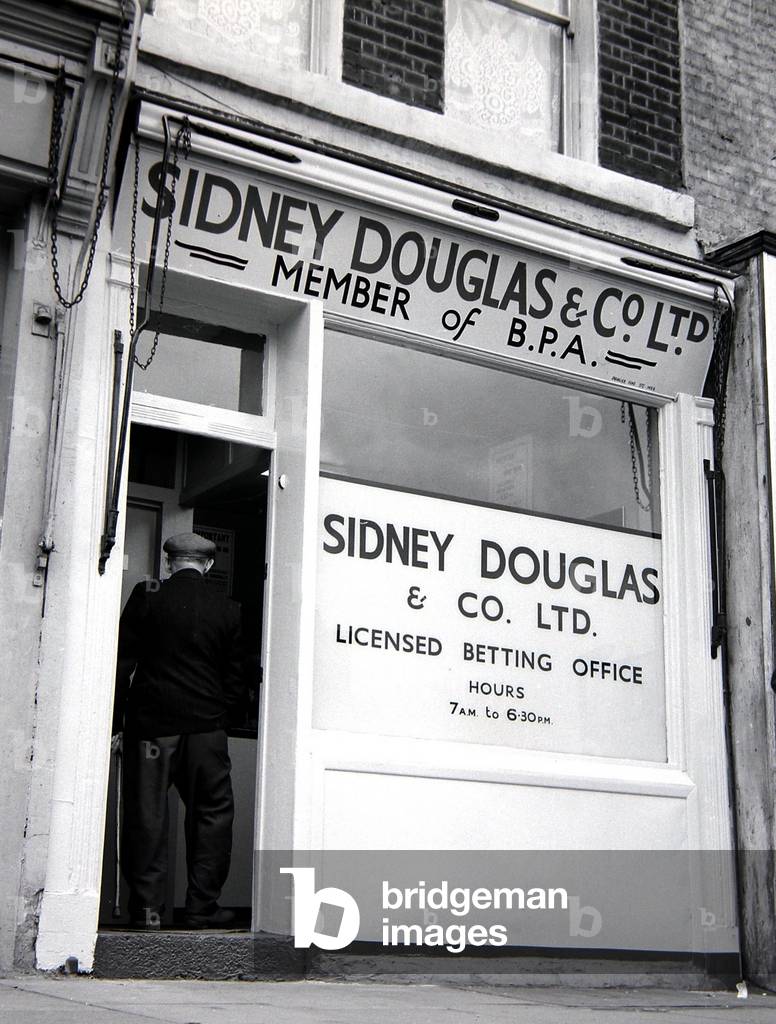 SIDNEY DOUGLAS & Co. LTD
MEMBER of B.P.A.
SIDNEY DOUGLAS
& CO. LTD.
LICENSED BETTING OFFICE
HOURS
7A.M. to 6·30P.M.
b bridgeman
images